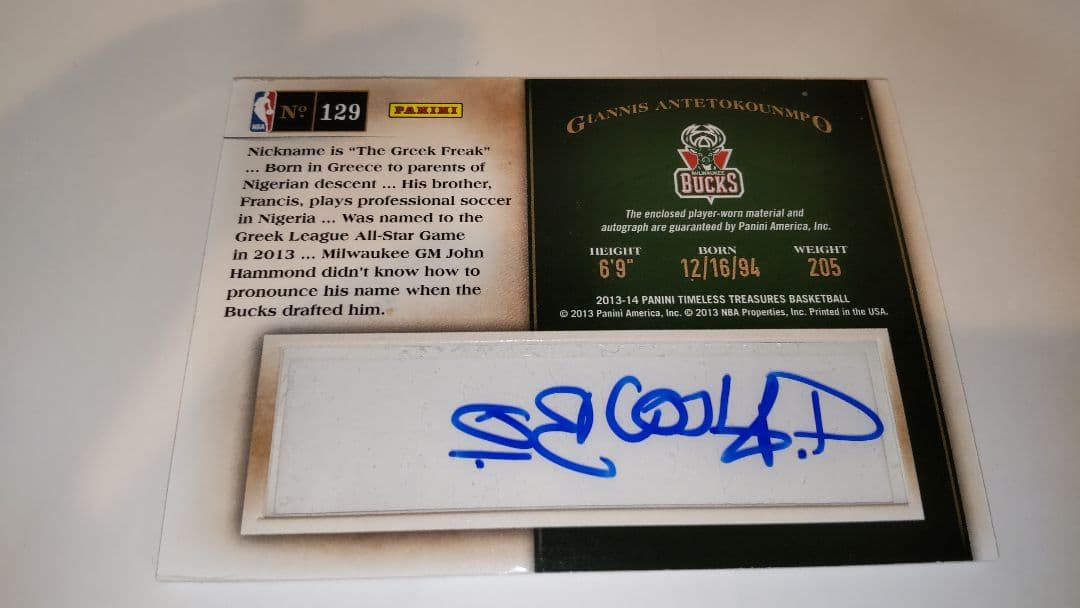 NBA
Nº 129
PANINI
Nickname is "The Greek Freak"
... Born in Greece to parents of
Nigerian descent ... His brother,
Francis, plays professional soccer
in Nigeria ... Was named to the
Greek League All-Star Game
in 2013 ... Milwaukee GM John
Hammond didn't know how to
pronounce his name when the
Bucks drafted him.
GIANNIS ANTETOKOUNMPO
MILWAUKEE
BUCKS
The enclosed player-worn material and
autograph are guaranteed by Panini America, Inc.
HEIGHT BORN WEIGHT
6'9" 12/16/94 205
2013-14 PANINI TIMELESS TREASURES BASKETBALL
© 2013 Panini America, Inc. © 2013 NBA Properties, Inc. Printed in the USA.